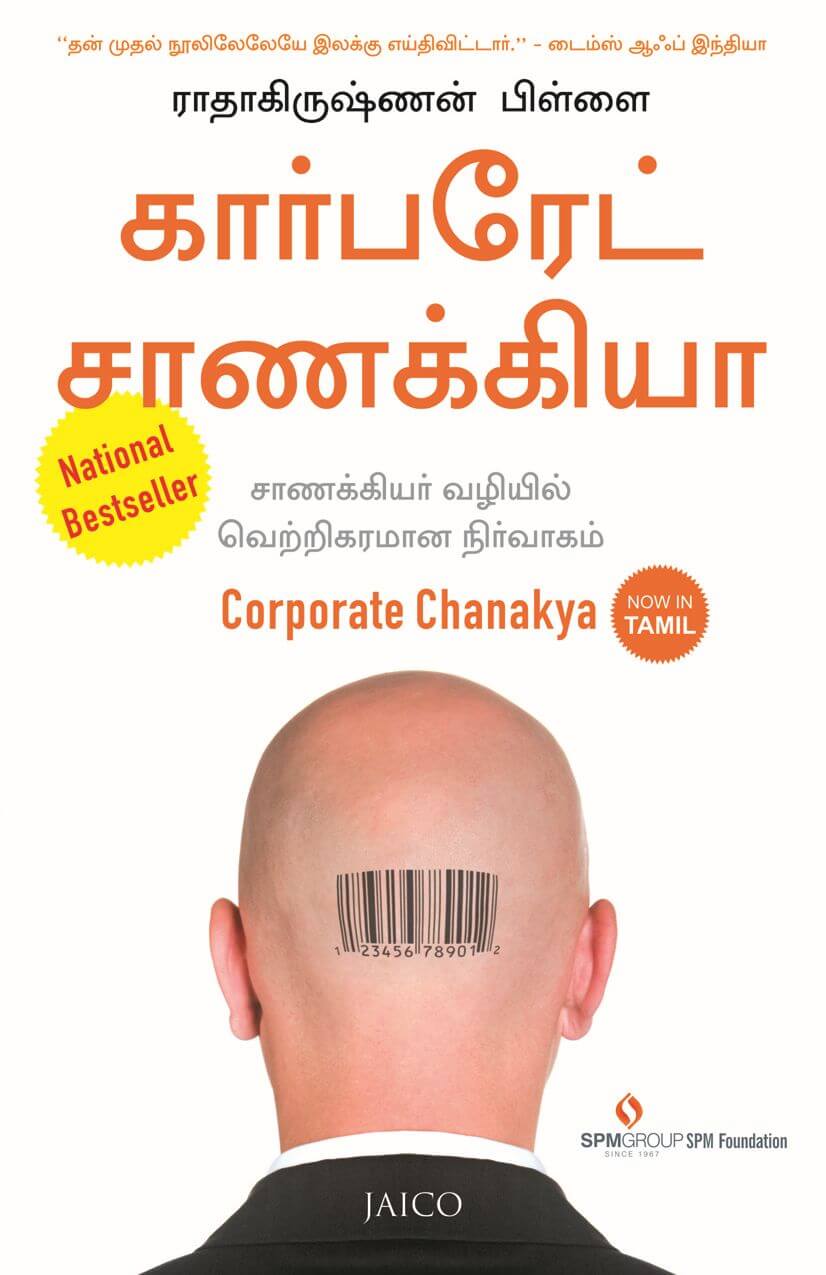 “தன் முதல் நூலிலேலேயே இலக்கு எய்திவிட்டார்.” - டைம்ஸ் ஆஃப் இந்தியா
ராதாகிருஷ்ணன் பிள்ளை
கார்பரேட்
சாணக்கியா
National
Bestseller
சாணக்கியர் வழியில்
வெற்றிகரமான நிர்வாகம்
Corporate Chanakya
NOW IN
TAMIL
1 23456 78901 2
SPMGROUP SPM Foundation
SINCE 1967
JAICO